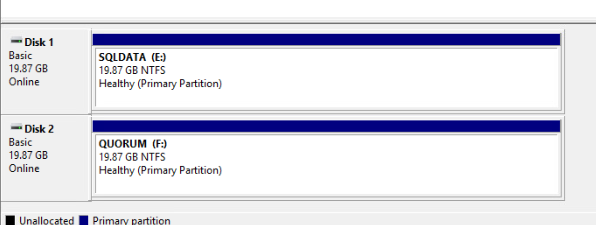 Disk 1
Basic
19.87 GB
Online
SQLDATA (E:)
19.87 GB NTFS
Healthy (Primary Partition)
Disk 2
Basic
19.87 GB
Online
QUORUM (F:)
19.87 GB NTFS
Healthy (Primary Partition)
Unallocated Primary partition